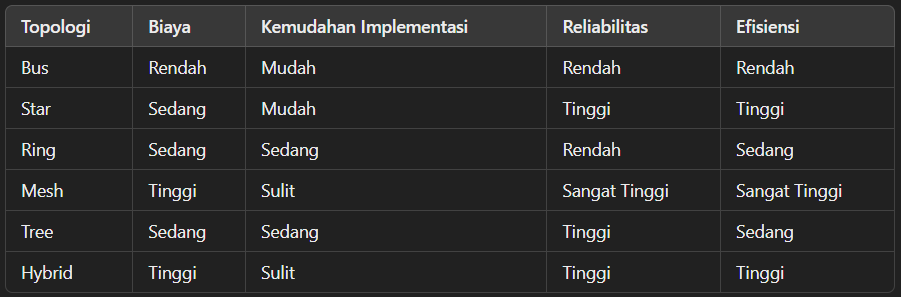 Topologi Biaya Kemudahan Implementasi Reliabilitas Efisiensi
Bus Rendah Mudah Rendah Rendah
Star Sedang Mudah Tinggi Tinggi
Ring Sedang Sedang Rendah Sedang
Mesh Tinggi Sulit Sangat Tinggi Sangat Tinggi
Tree Sedang Sedang Tinggi Sedang
Hybrid Tinggi Sulit Tinggi Tinggi